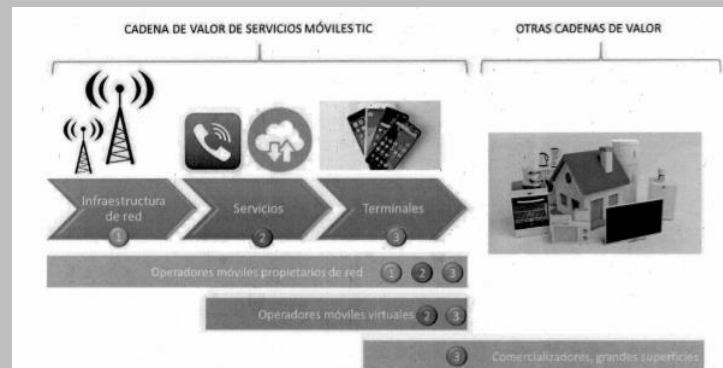 CADENA DE VALOR DE SERVICIOS MÓVILES TIC
OTRAS CADENAS DE VALOR
Infraestructura
de red
1
Servicios
2
Terminales
3
Operadores móviles propietarios de red 1 2 3
Operadores móviles virtuales 2 3
3 Comercializadores, grandes superficies